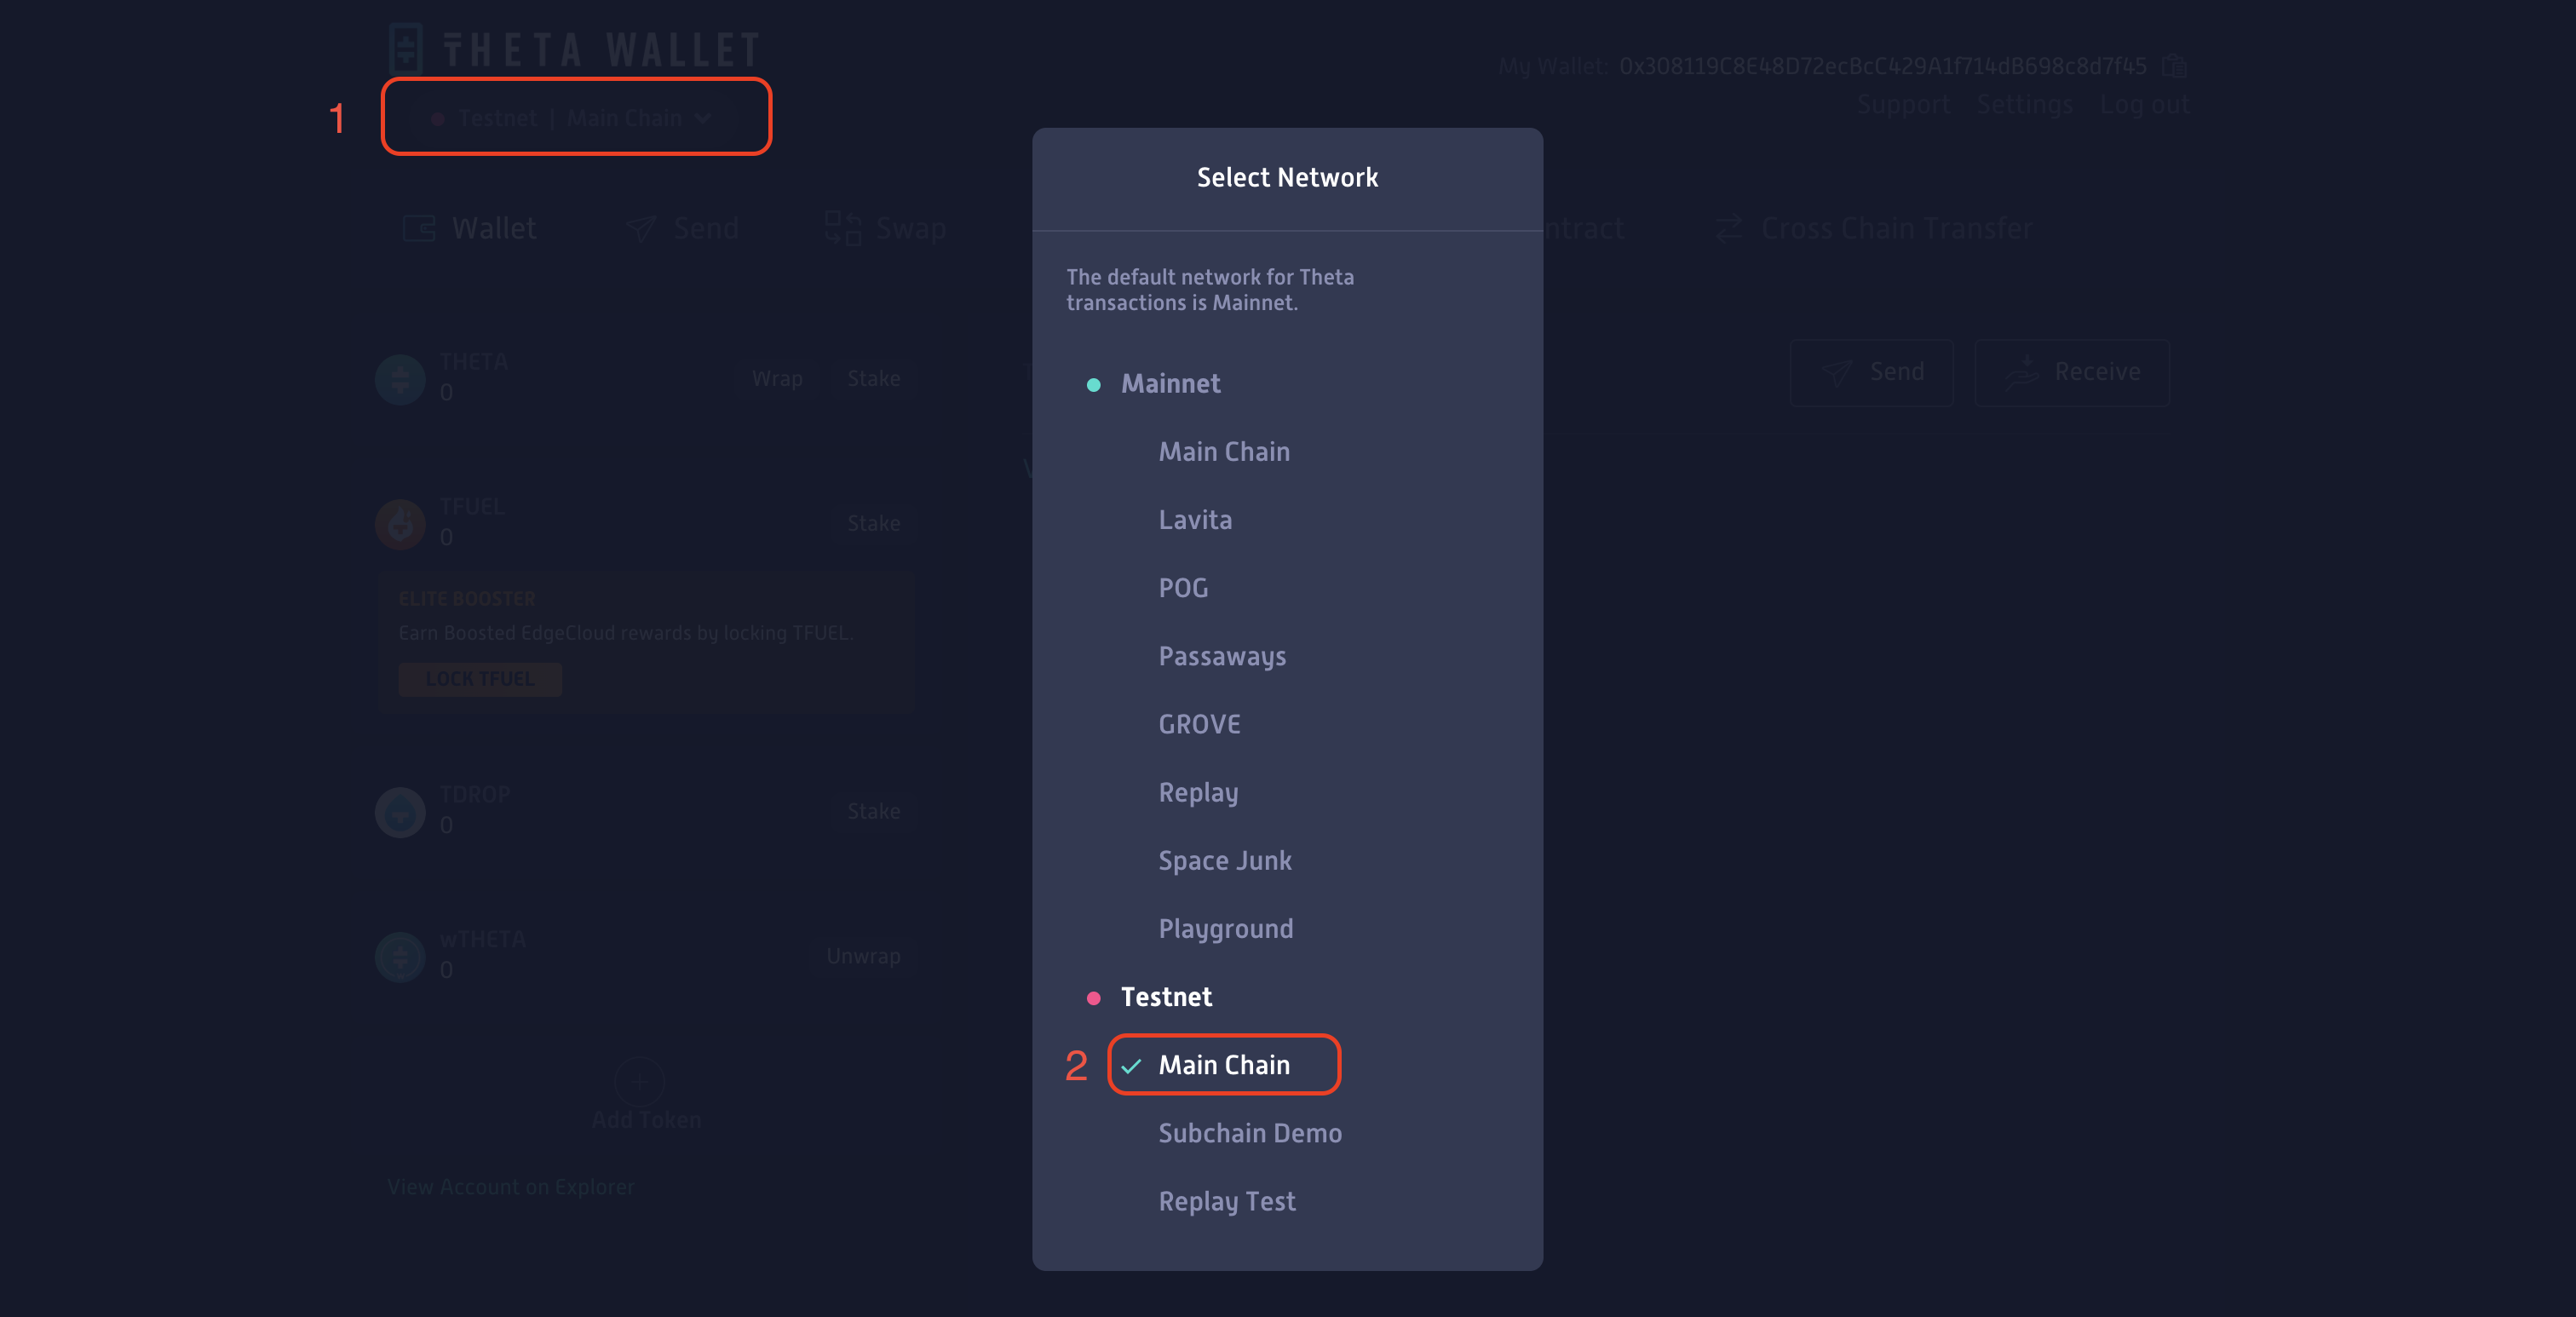 THETA WALLET
My Wallet: 0x308119C8E48D72ecBcC429A1f714dB698c8d7f45
1
Testnet | Main Chain
Support Settings Log out
Select Network
Wallet Send Swap ntract Cross Chain Transfer
The default network for Theta
transactions is Mainnet.
THETA
0
Wrap Stake
Send Receive
Mainnet
Main Chain
Lavita
POG
Passaways
GROVE
Replay
Space Junk
Playground
Testnet
2 Main Chain
Subchain Demo
Replay Test
TFUEL
0
Stake
ELITE BOOSTER
Earn Boosted EdgeCloud rewards by locking TFUEL.
LOCK TFUEL
TDROP
0
Stake
wTHETA
0
Unwrap
Add Token
View Account on Explorer